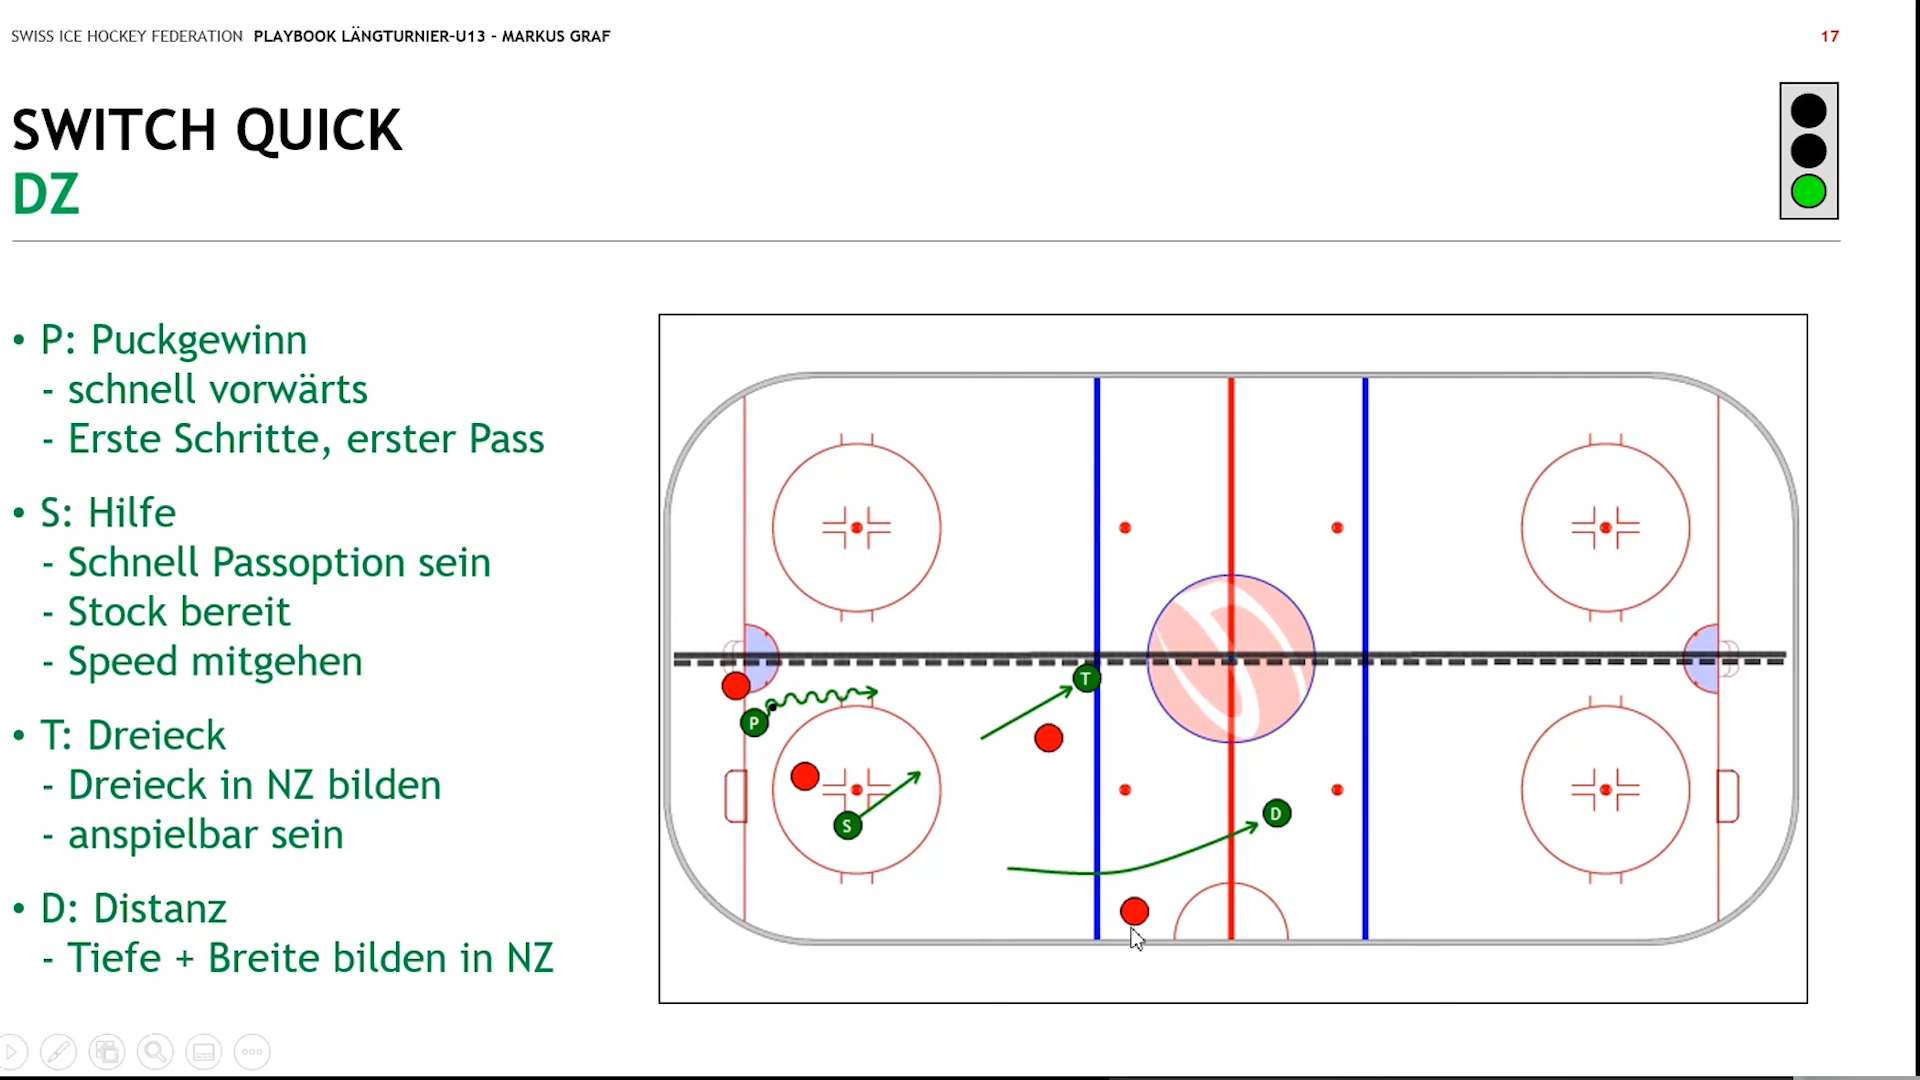 SWISS ICE HOCKEY FEDERATION PLAYBOOK LÄNGTURNIER-U13 - MARKUS GRAF
17
SWITCH QUICK
DZ
• P: Puckgewinn
- schnell vorwärts
- Erste Schritte, erster Pass
• S: Hilfe
- Schnell Passoption sein
- Stock bereit
- Speed mitgehen
• T: Dreieck
- Dreieck in NZ bilden
- anspielbar sein
• D: Distanz
- Tiefe + Breite bilden in NZ
T
P
S
D